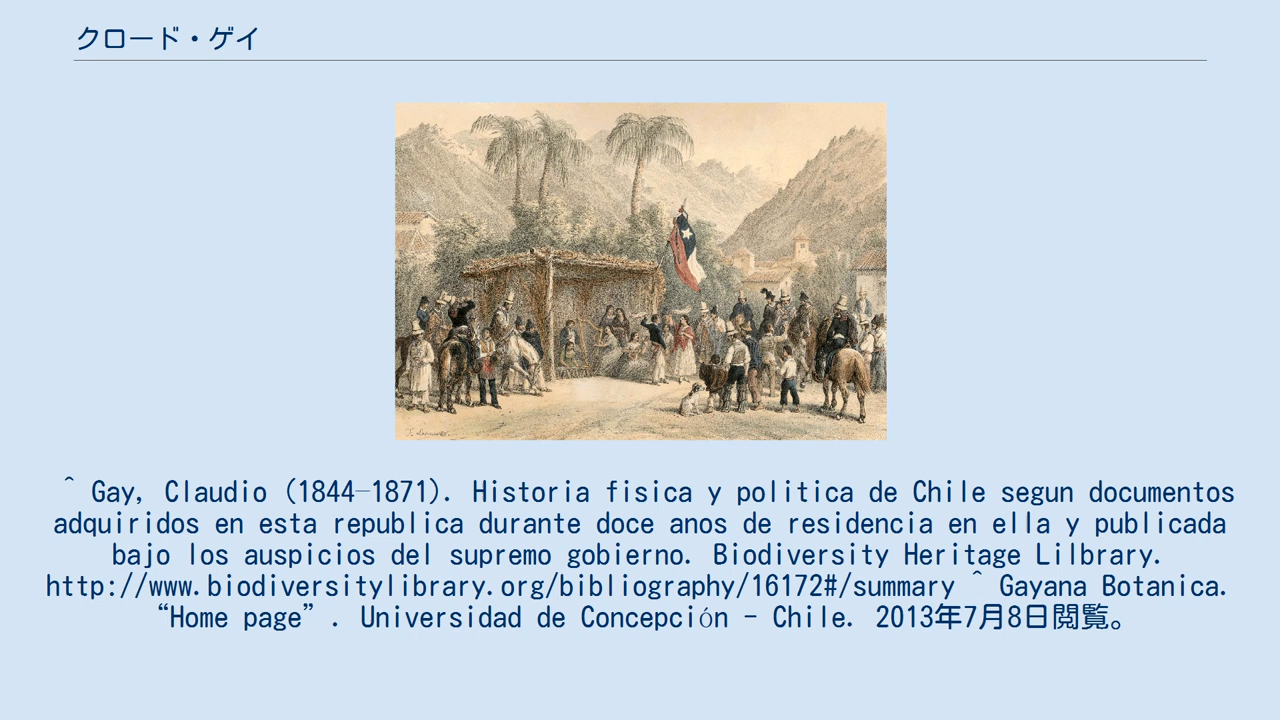 クロード・ゲイ
^ Gay, Claudio (1844–1871). Historia fisica y politica de Chile segun documentos
adquiridos en esta republica durante doce anos de residencia en ella y publicada
bajo los auspicios del supremo gobierno. Biodiversity Heritage Lilbrary.
http://www.biodiversitylibrary.org/bibliography/16172#/summary ^ Gayana Botanica.
“Home page”. Universidad de Concepción - Chile. 2013年7月8日閲覧。